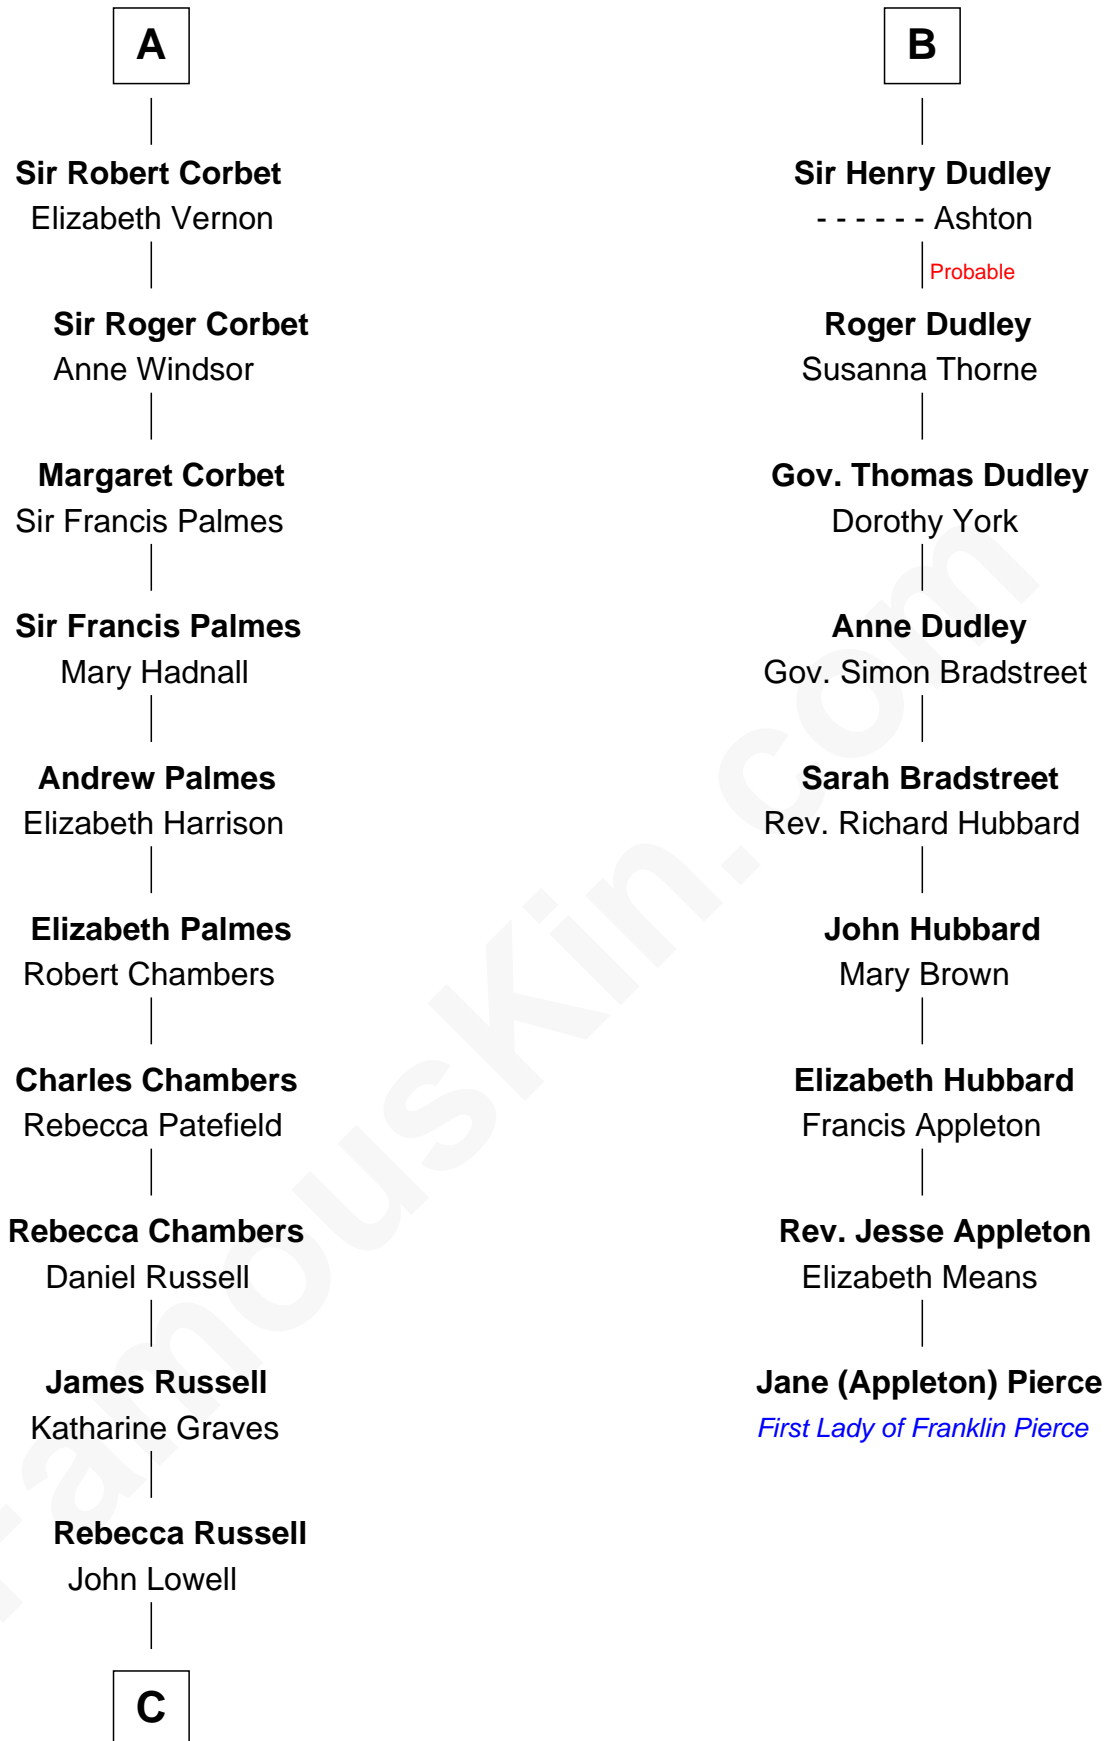 A
Sir Robert Corbet
Elizabeth Vernon
Sir Roger Corbet
Anne Windsor
Margaret Corbet
Sir Francis Palmes
Sir Francis Palmes
Mary Hadnall
Andrew Palmes
Elizabeth Harrison
Elizabeth Palmes
Robert Chambers
Charles Chambers
Rebecca Patefield
Rebecca Chambers
Daniel Russell
James Russell
Katharine Graves
Rebecca Russell
John Lowell
C
B
Sir Henry Dudley
- - - - - - Ashton
Probable
Roger Dudley
Susanna Thorne
Gov. Thomas Dudley
Dorothy York
Anne Dudley
Gov. Simon Bradstreet
Sarah Bradstreet
Rev. Richard Hubbard
John Hubbard
Mary Brown
Elizabeth Hubbard
Francis Appleton
Rev. Jesse Appleton
Elizabeth Means
Jane (Appleton) Pierce
First Lady of Franklin Pierce
FamousKin.com